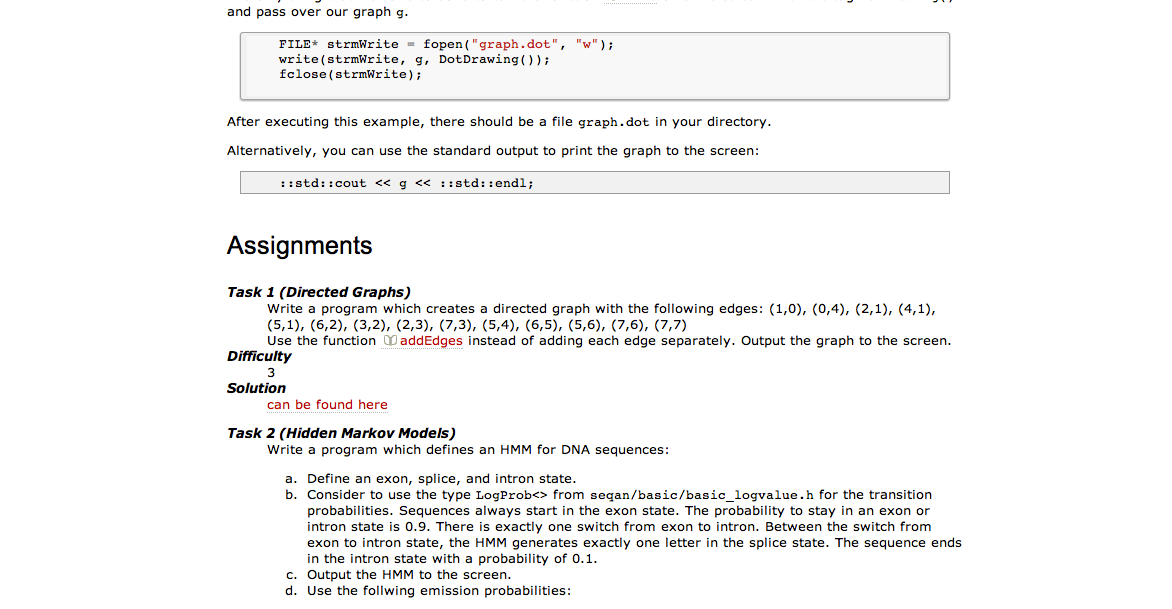 and pass over our graph g.
FILE* strmWrite = fopen("graph.dot", "w");
write(strmWrite, g, DotDrawing());
fclose(strmWrite);
After executing this example, there should be a file graph.dot in your directory.
Alternatively, you can use the standard output to print the graph to the screen:
::std::cout << g << ::std::endl;
Assignments
Task 1 (Directed Graphs)
Write a program which creates a directed graph with the following edges: (1,0), (0,4), (2,1), (4,1),
(5,1), (6,2), (3,2), (2,3), (7,3), (5,4), (6,5), (5,6), (7,6), (7,7)
Use the function addEdges instead of adding each edge separately. Output the graph to the screen.
Difficulty
3
Solution
can be found here
Task 2 (Hidden Markov Models)
Write a program which defines an HMM for DNA sequences:
a. Define an exon, splice, and intron state.
b. Consider to use the type LogProb<> from seqan/basic/basic_logvalue.h for the transition
probabilities. Sequences always start in the exon state. The probability to stay in an exon or
intron state is 0.9. There is exactly one switch from exon to intron. Between the switch from
exon to intron state, the HMM generates exactly one letter in the splice state. The sequence ends
in the intron state with a probability of 0.1.
c. Output the HMM to the screen.
d. Use the follwing emission probabilities: